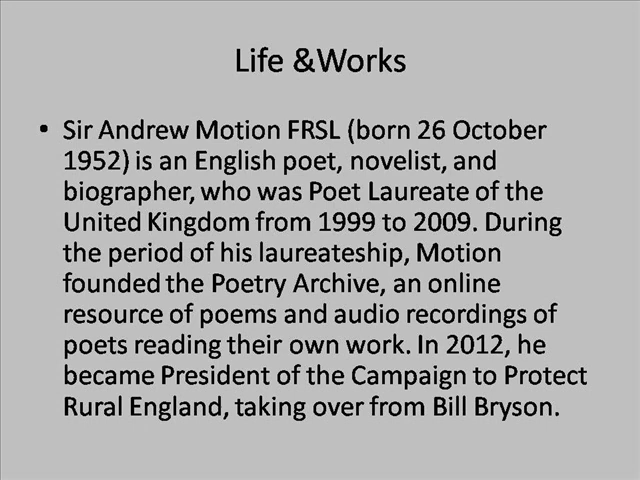 Life &Works
• Sir Andrew Motion FRSL (born 26 October
1952) is an English poet, novelist, and
biographer, who was Poet Laureate of the
United Kingdom from 1999 to 2009. During
the period of his laureateship, Motion
founded the Poetry Archive, an online
resource of poems and audio recordings of
poets reading their own work. In 2012, he
became President of the Campaign to Protect
Rural England, taking over from Bill Bryson.